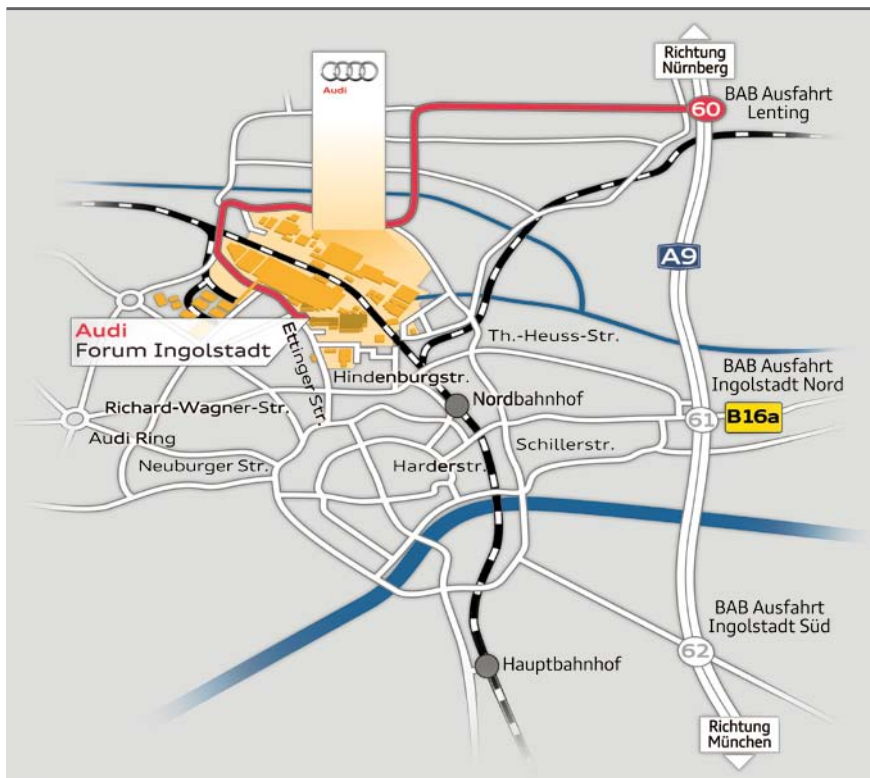 Richtung
Nürnberg
Audi
BAB Ausfahrt
Lenting
60
A9
Audi
Forum Ingolstadt
Ettinger Str.
Th.-Heuss-Str.
BAB Ausfahrt
Ingolstadt Nord
Hindenburgstr.
Nordbahnhof
Richard-Wagner-Str.
61
B16a
Audi Ring
Schillerstr.
Neuburger Str.
Harderstr.
BAB Ausfahrt
Ingolstadt Süd
62
Hauptbahnhof
Richtung
München